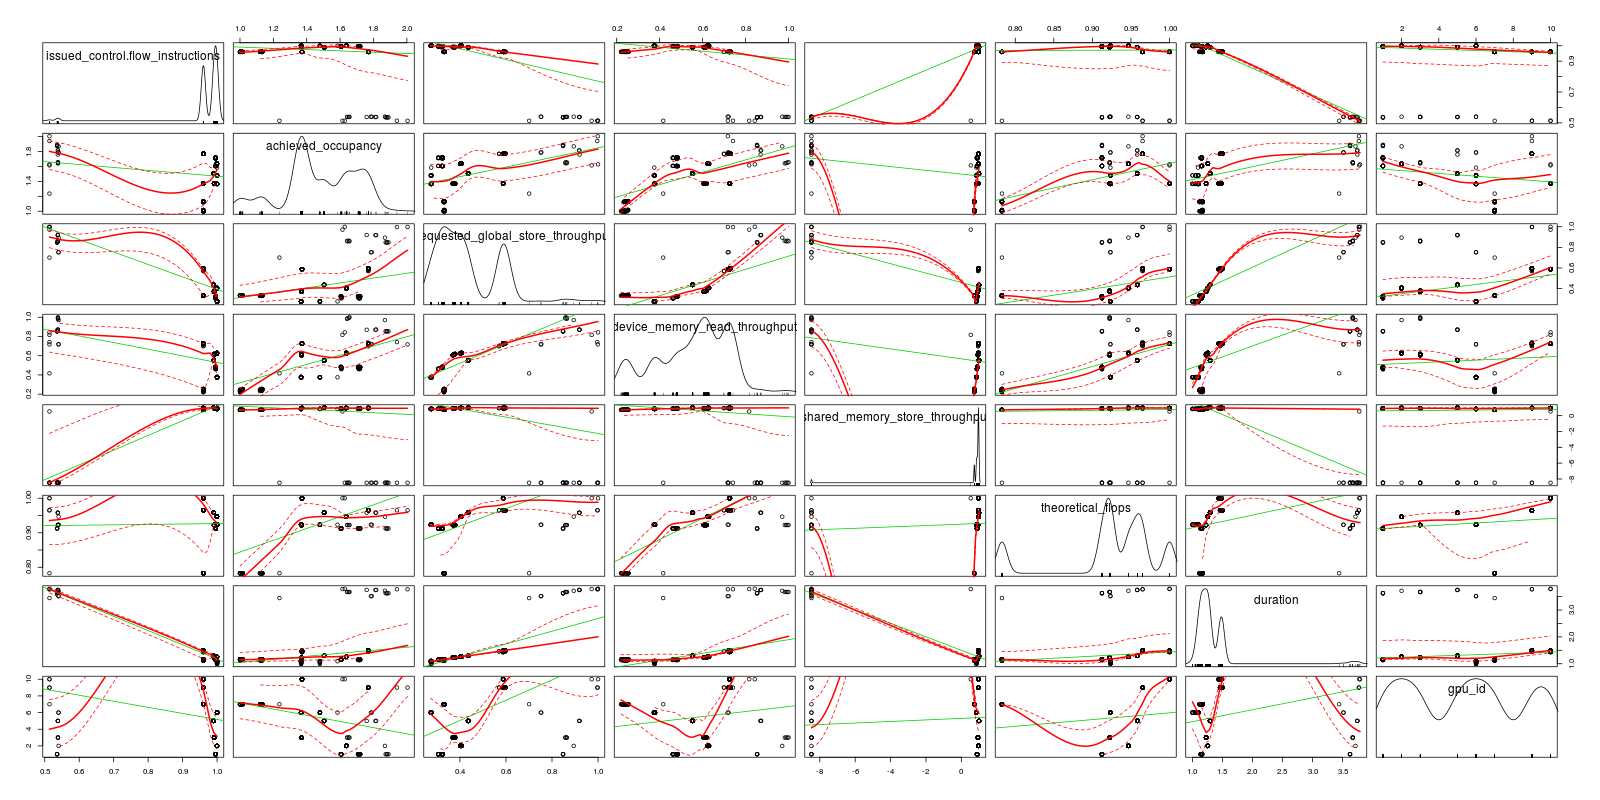 1.0 1.2 1.4 1.6 1.8 2.0 0.2 0.4 0.6 0.8 1.0 0.80 0.85 0.90 0.95 1.00 2 4 6 8 10
issued_control.flow_instructions
0.5 0.7 0.9
achieved_occupancy
1.0 1.4 1.8
equested_global_store_throughpu
0.4 0.6 0.8 1.0
device_memory_read_throughput
0.2 0.4 0.6 0.8 1.0
shared_memory_store_throughpu
-8 -6 -4 -2 0
theoretical_flops
0.80 0.90 1.00
duration
1.0 2.0 3.0
gpu_id
2 4 6 8 10
0.5 0.6 0.7 0.8 0.9 1.0 0.4 0.6 0.8 1.0 -8 -6 -4 -2 0 1.0 1.5 2.0 2.5 3.0 3.5